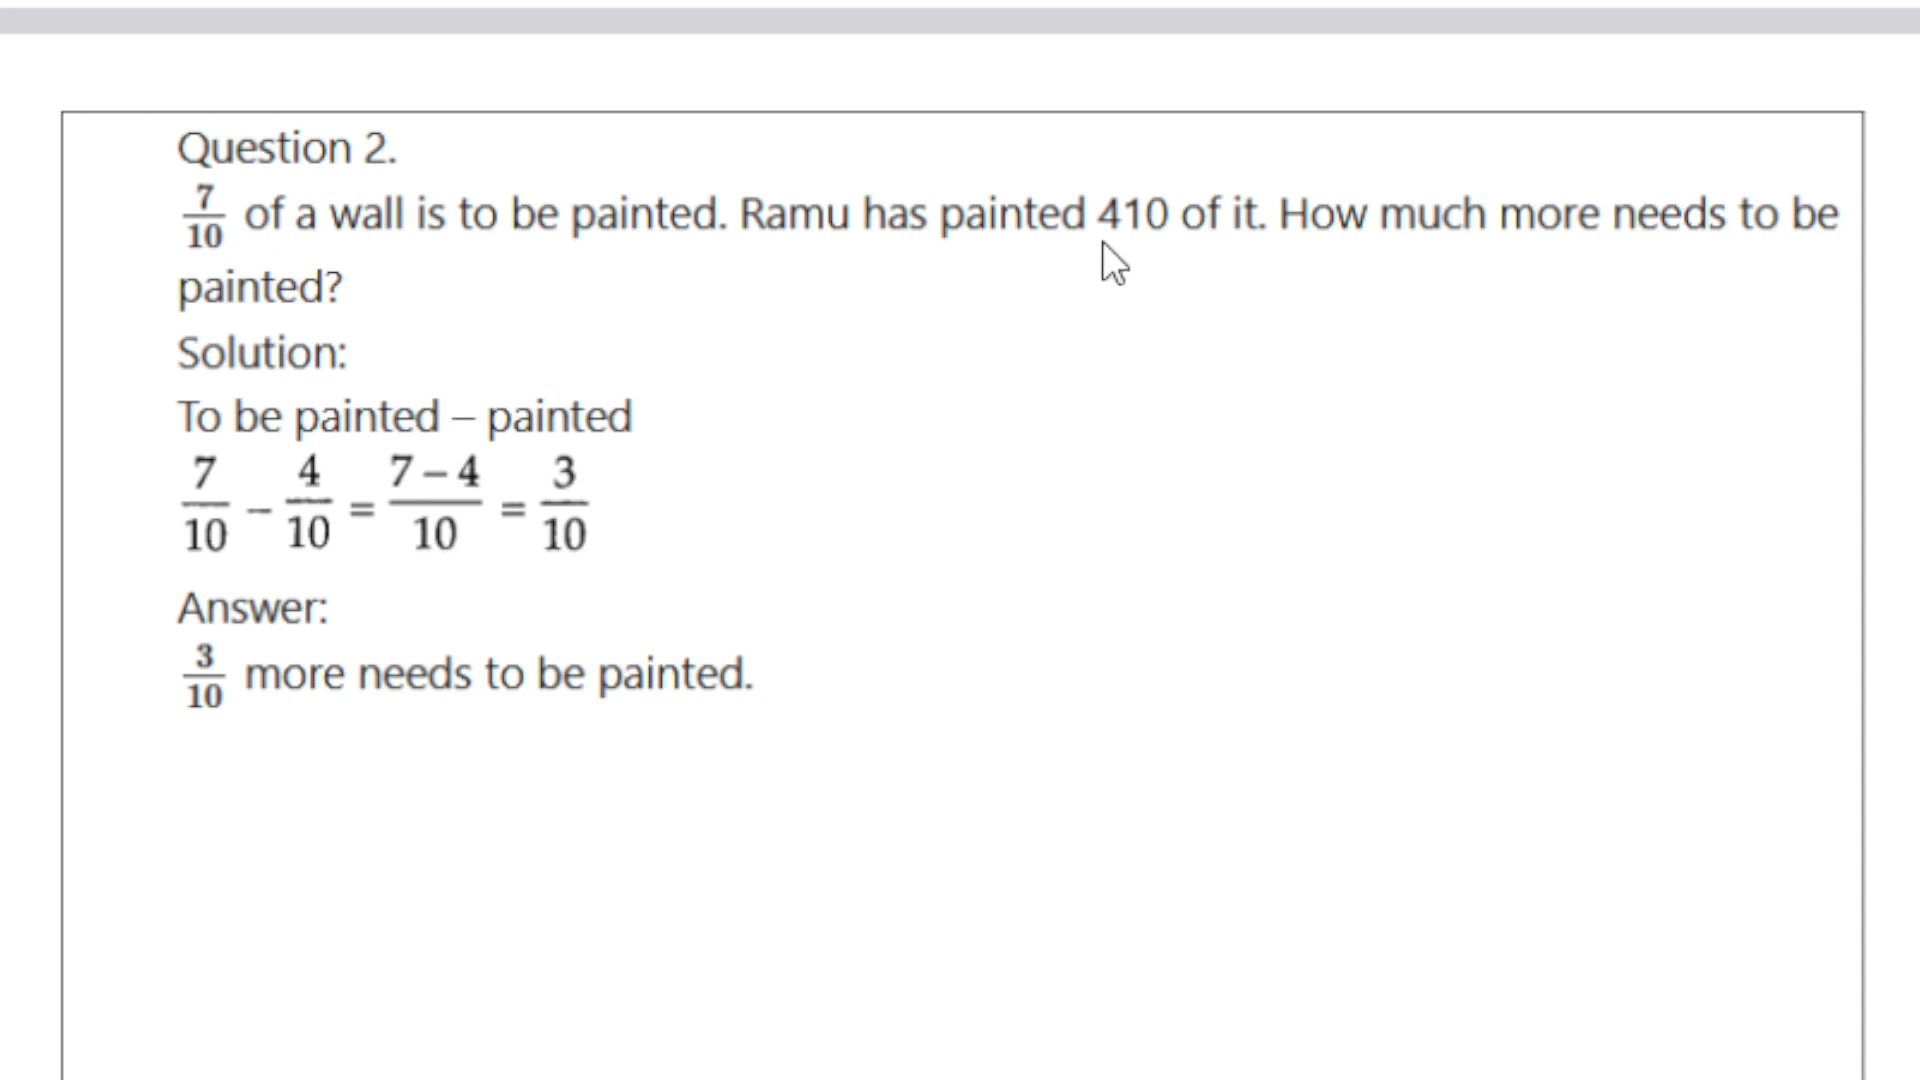 Question 2.
7/10 of a wall is to be painted. Ramu has painted 410 of it. How much more needs to be
painted?
Solution:
To be painted – painted
7/10 – 4/10 = 7 – 4/10 = 3/10
Answer:
3/10 more needs to be painted.